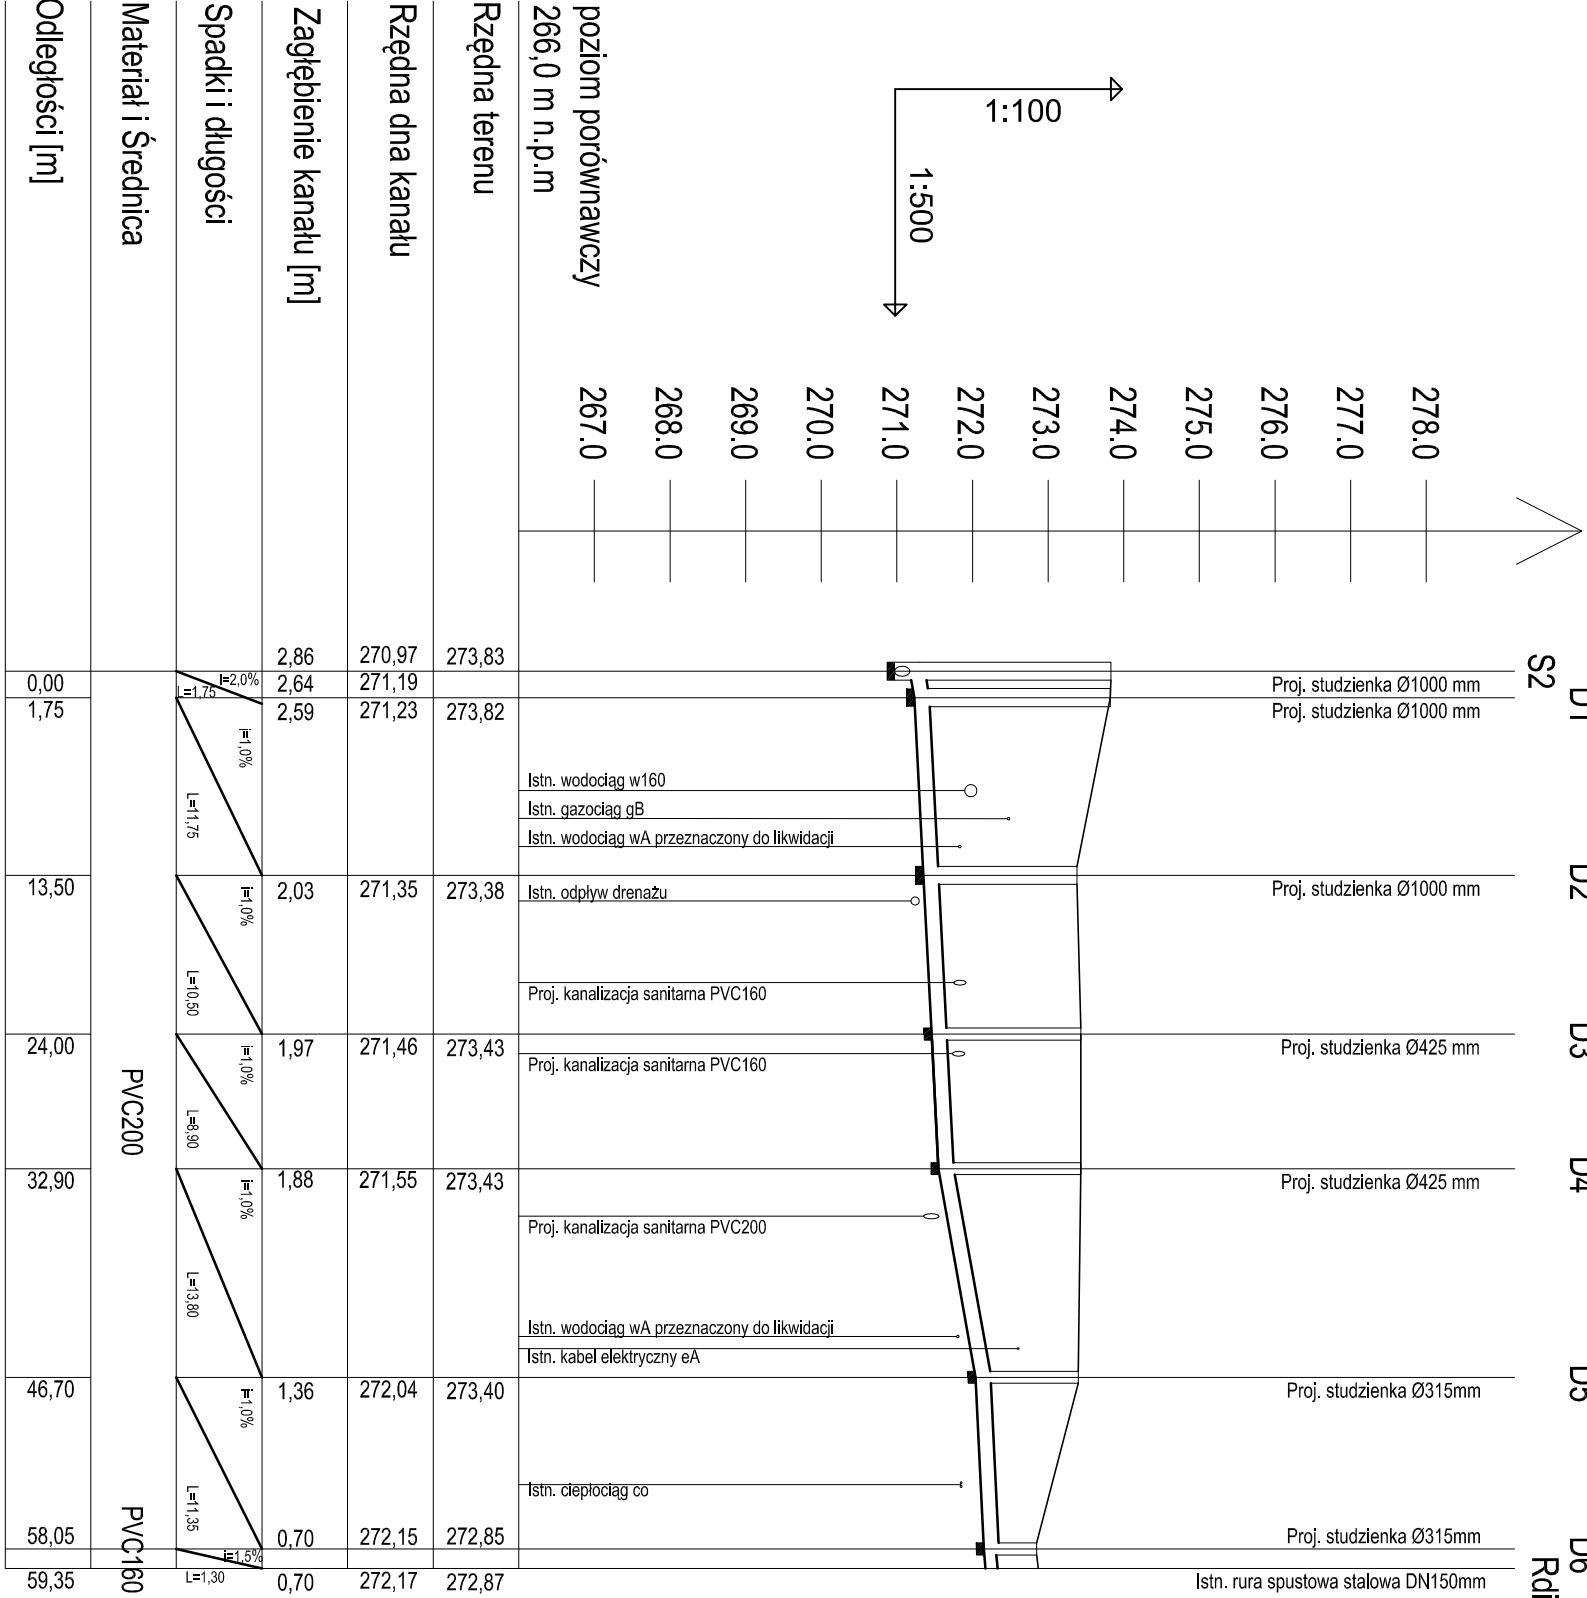 S2
D1
D2
D3
D4
D5
D6
Rdi
1:100
1:500
278.0
277.0
276.0
275.0
274.0
273.0
272.0
271.0
270.0
269.0
268.0
267.0
Proj. studzienka Ø1000 mm
Proj. studzienka Ø1000 mm
Proj. studzienka Ø1000 mm
Proj. studzienka Ø425 mm
Proj. studzienka Ø425 mm
Proj. studzienka Ø315mm
Proj. studzienka Ø315mm
Istn. rura spustowa stalowa DN150mm
poziom porównawczy
266,0 m n.p.m
Istn. wodociąg w160
Istn. gazociąg gB
Istn. wodociąg wA przeznaczony do likwidacji
Istn. odpływ drenażu
Proj. kanalizacja sanitarna PVC160
Proj. kanalizacja sanitarna PVC160
Proj. kanalizacja sanitarna PVC200
Istn. wodociąg wA przeznaczony do likwidacji
Istn. kabel elektryczny eA
Istn. ciepłociąg co
Rzędna terenu
273,83
273,82
273,38
273,43
273,43
273,40
272,85
272,87
Rzędna dna kanału
270,97
271,19
271,23
271,35
271,46
271,55
272,04
272,15
272,17
Zagłębienie kanału [m]
2,86
2,64
2,59
2,03
1,97
1,88
1,36
0,70
0,70
Spadki i długości
i=2,0%
L=1,75
i=1,0%
L=11,75
i=1,0%
L=10,50
i=1,0%
L=8,90
i=1,0%
L=13,80
i=1,0%
L=11,35
i=1,5%
L=1,30
Materiał i Średnica
PVC200
PVC160
Odległości [m]
0,00
1,75
13,50
24,00
32,90
46,70
58,05
59,35